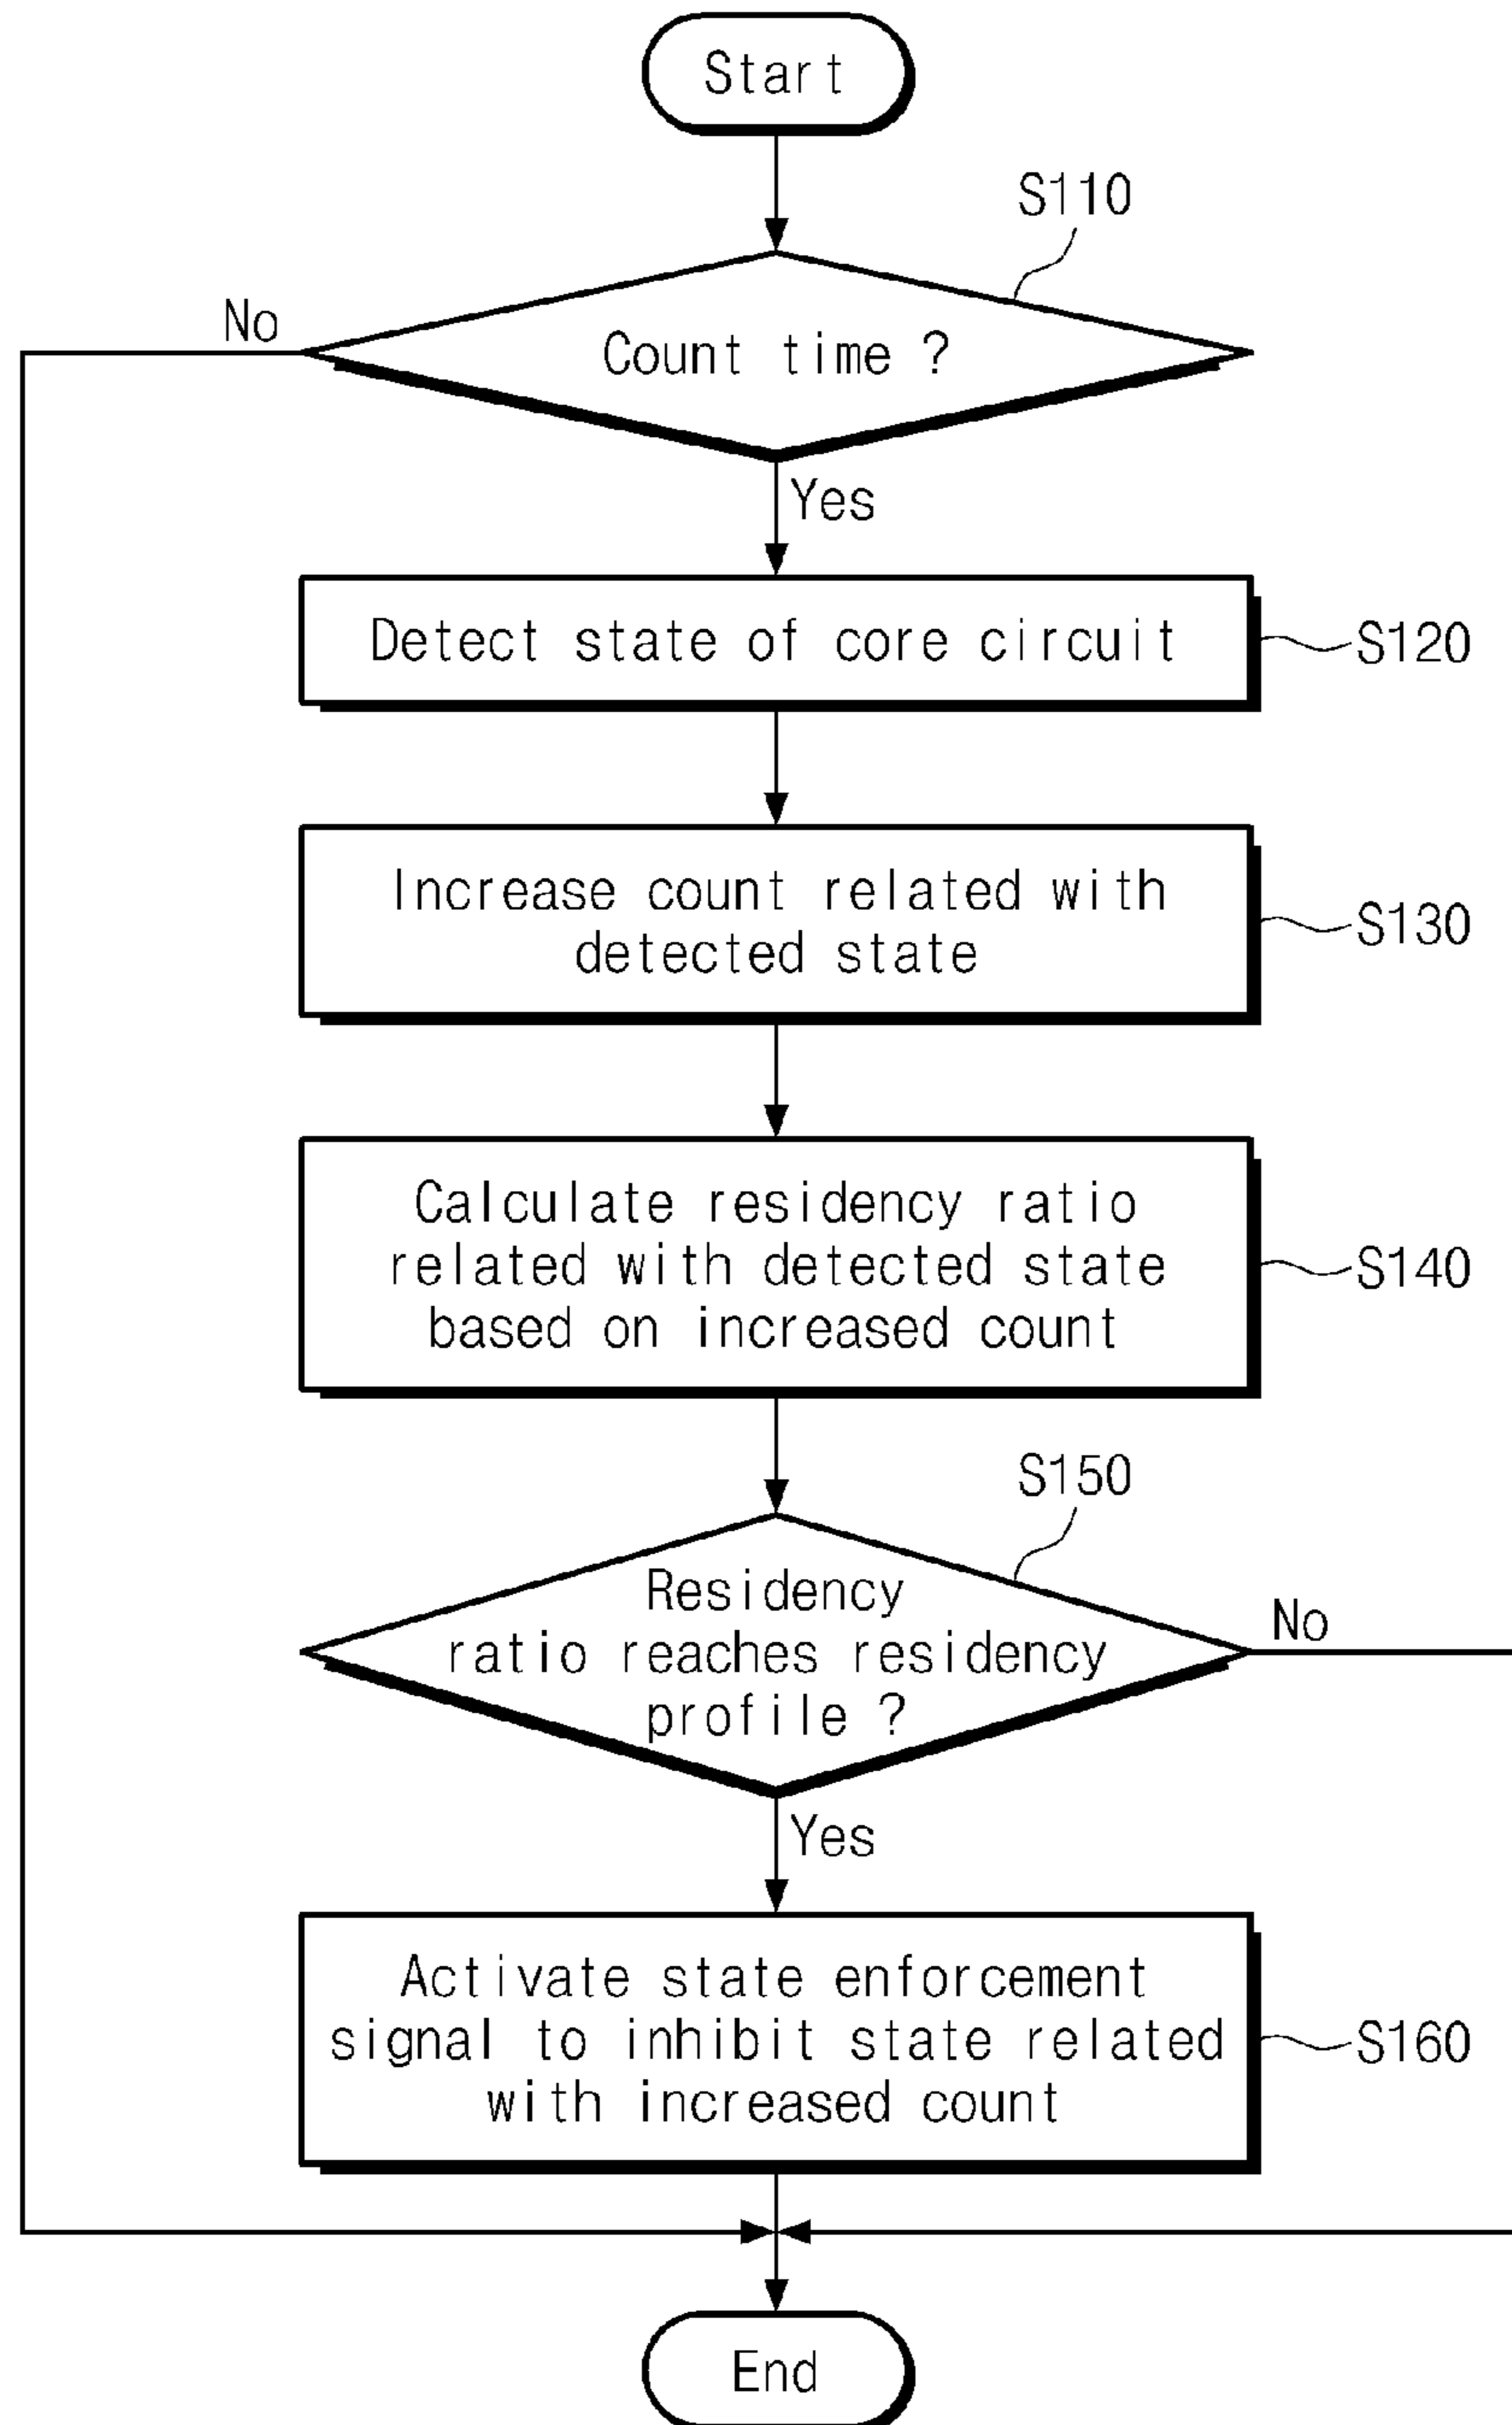 Start
S110
No
Count time ?
Yes
Detect state of core circuit
S120
Increase count related with
detected state
S130
Calculate residency ratio
related with detected state
based on increased count
S140
S150
Residency
ratio reaches residency
profile ?
No
Yes
Activate state enforcement
signal to inhibit state related
with increased count
S160
End